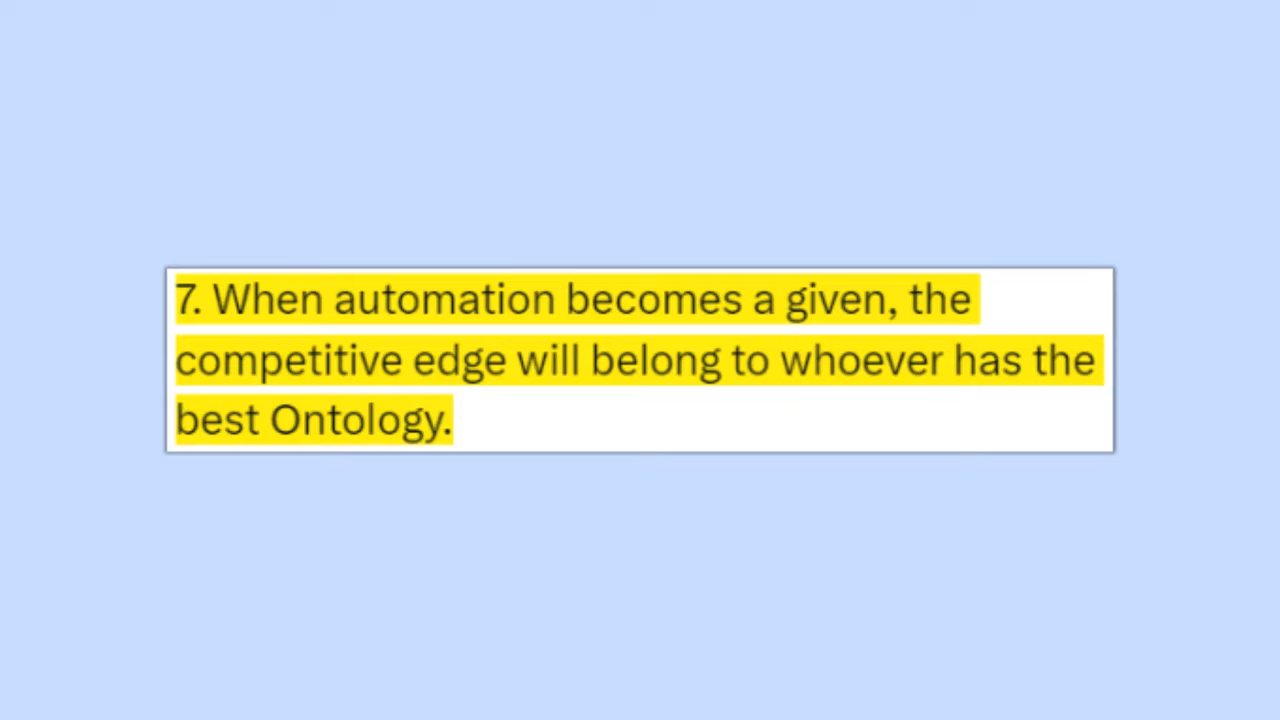 7. When automation becomes a given, the
competitive edge will belong to whoever has the
best Ontology.